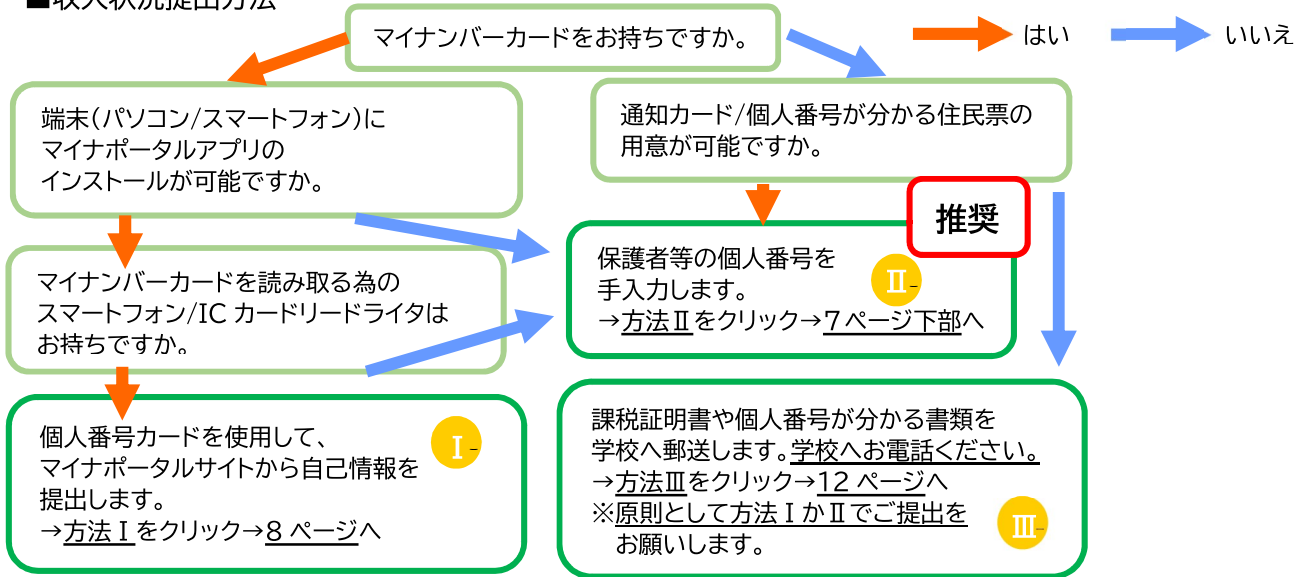 ■収入状況提出方法
マイナンバーカードをお持ちですか。
はい
いいえ
端末(パソコン/スマートフォン)に
マイナポータルアプリの
インストールが可能ですか。
通知カード/個人番号が分かる住民票の
用意が可能ですか。
推奨
マイナンバーカードを読み取る為の
スマートフォン/IC カードリードライタは
お持ちですか。
保護者等の個人番号を
手入力します。
→方法Ⅱをクリック→7ページ下部へ
Ⅱ
個人番号カードを使用して、
マイナポータルサイトから自己情報を
提出します。
→方法Ⅰをクリック→8 ページへ
Ⅰ
課税証明書や個人番号が分かる書類を
学校へ郵送します。学校へお電話ください。
→方法Ⅲをクリック→12 ページへ
※原則として方法ⅠかⅡでご提出を
お願いします。
Ⅲ